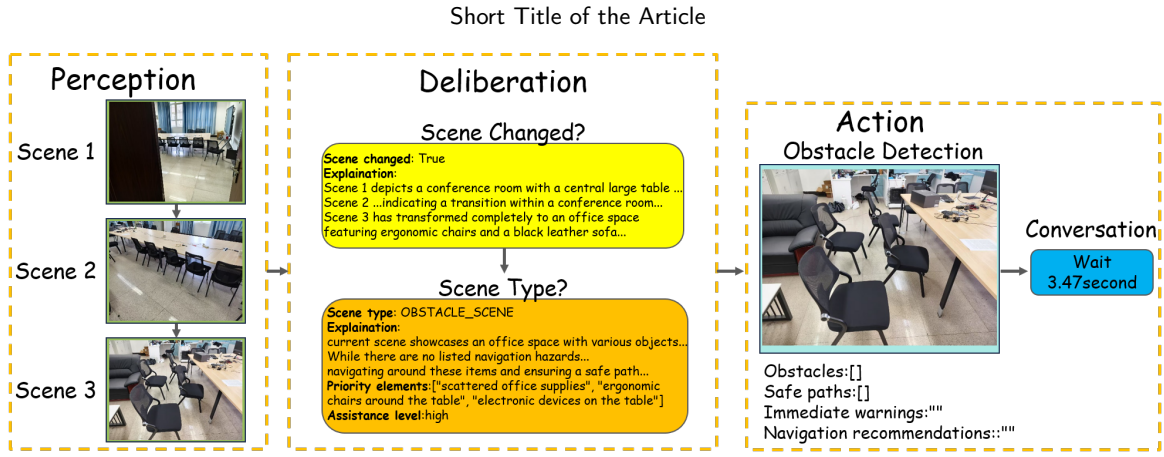 Short Title of the Article
Perception
Scene 1
Scene 2
Scene 3
Deliberation
Scene Changed?
Scene changed: True
Explaination:
Scene 1 depicts a conference room with a central large table ...
Scene 2 ...indicating a transition within a conference room...
Scene 3 has transformed completely to an office space
featuring ergonomic chairs and a black leather sofa...
Scene Type?
Scene type: OBSTACLE_SCENE
Explaination:
current scene showcases an office space with various objects...
While there are no listed navigation hazards...
navigating around these items and ensuring a safe path...
Priority elements:["scattered office supplies", "ergonomic
chairs around the table", "electronic devices on the table"]
Assistance level:high
Action
Obstacle Detection
Obstacles:[]
Safe paths:[]
Immediate warnings:""
Navigation recommendations::""
Conversation
Wait
3.47second